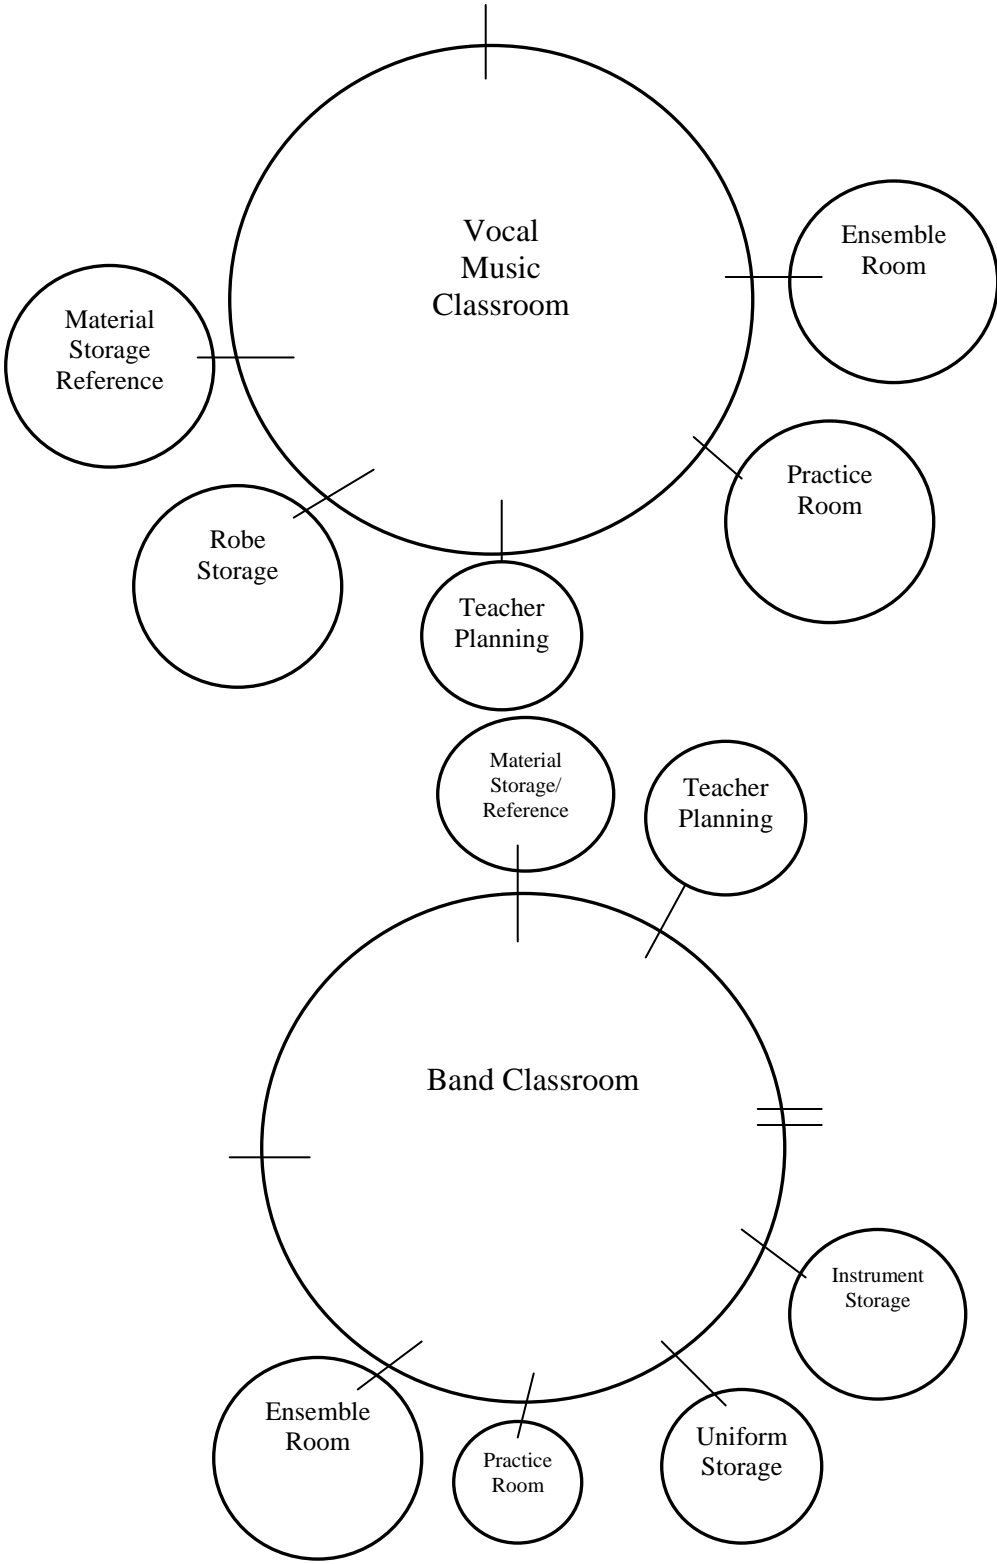 Vocal
Music
Classroom
Ensemble
Room
Material
Storage
Reference
Practice
Room
Robe
Storage
Teacher
Planning
Material
Storage/
Reference
Teacher
Planning
Band Classroom
Instrument
Storage
Ensemble
Room
Practice
Room
Uniform
Storage